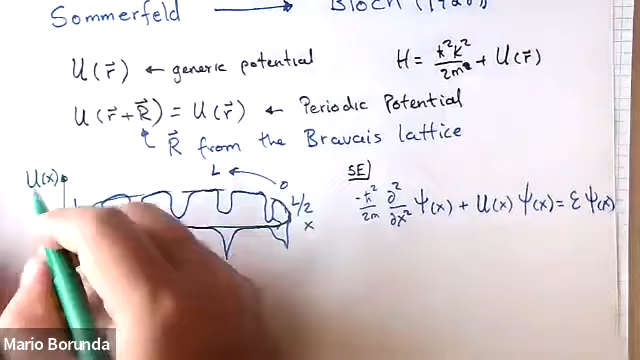 Sommerfeld ⟶ Bloch (1928)
U(r⃗) ← generic potential
H = ħ²k²/2m + U(r⃗)
U(r⃗ + R⃗) = U(r⃗) ← Periodic Potential
R⃗ from the Bravais lattice
U(x)
L
0
L/2
x
SE)
-ħ²/2m ∂²/∂x² Ψ(x) + U(x) Ψ(x) = ε Ψ(x)
Mario Borunda